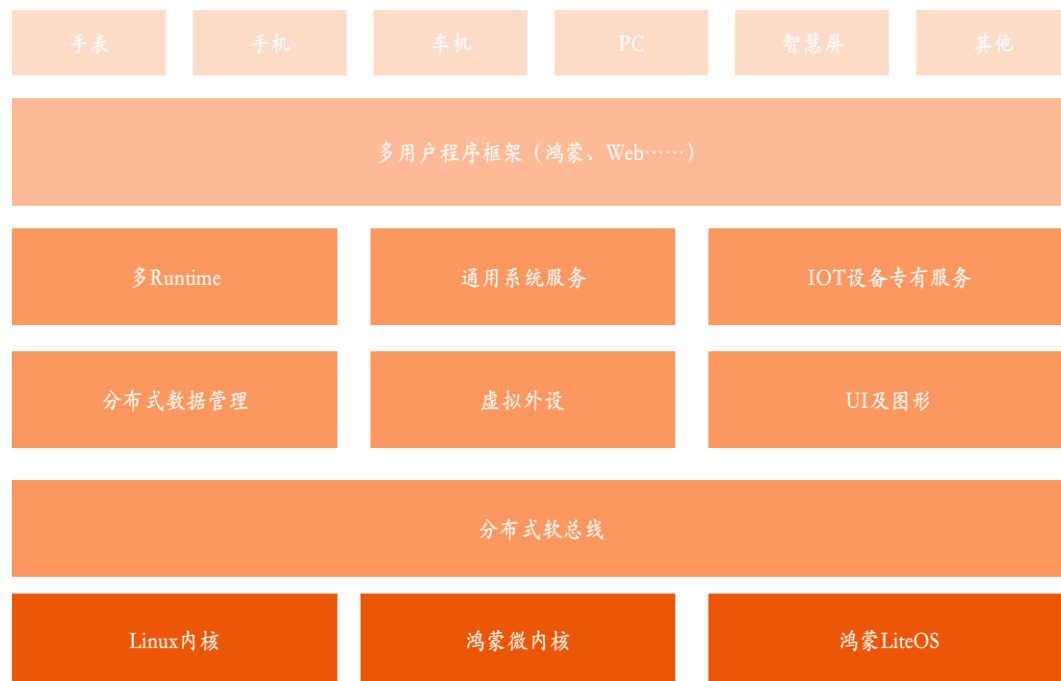 手表
手机
车机
PC
智慧屏
其他
多用户程序框架（鸿蒙、Web……）
多Runtime
通用系统服务
IOT设备专有服务
分布式数据管理
虚拟外设
UI及图形
分布式软总线
Linux内核
鸿蒙微内核
鸿蒙LiteOS